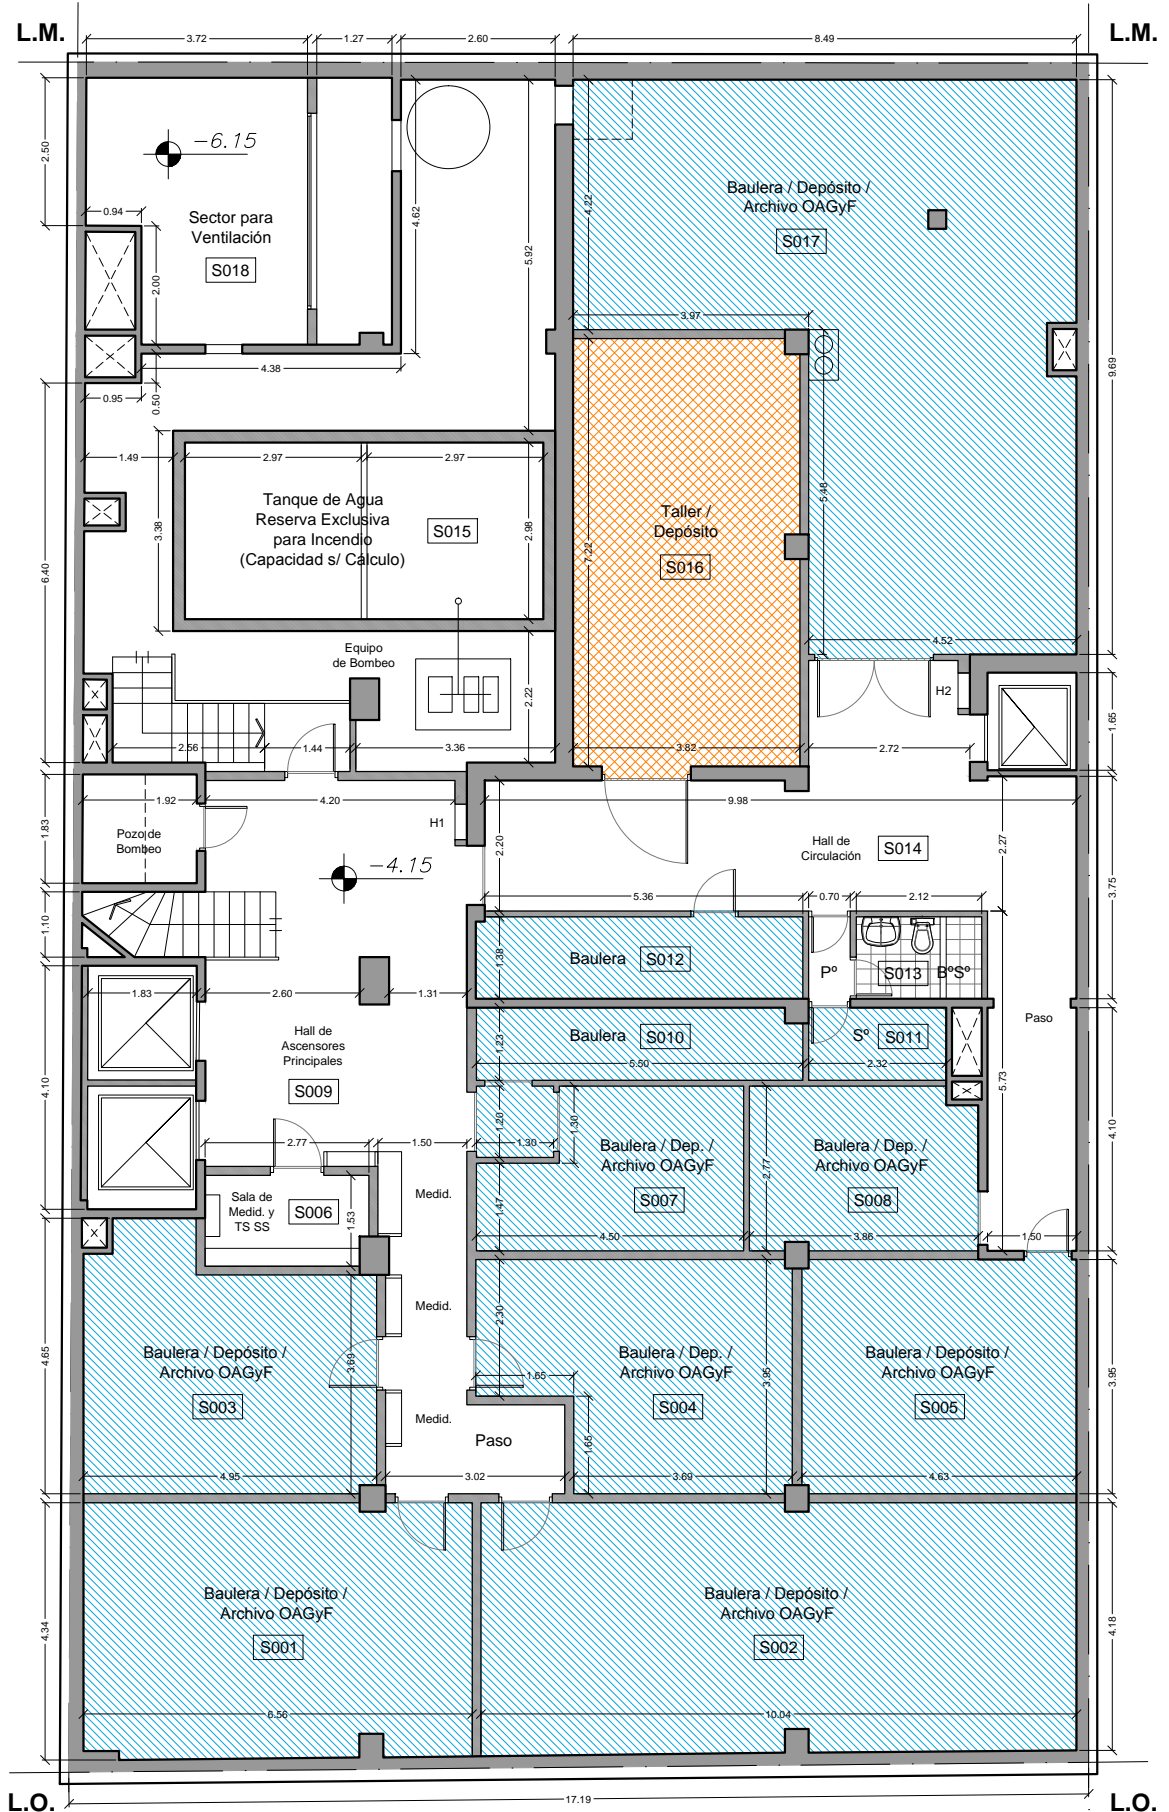 L.M.
L.M.
3.72
1.27
2.60
8.49
2.50
-6.15
0.94
Sector para
Ventilación
S018
2.00
4.62
5.92
4.22
Baulera / Depósito /
Archivo OAGyF
S017
3.97
9.69
4.38
0.95
0.50
6.40
1.49
3.38
2.97
2.97
Tanque de Agua
Reserva Exclusiva
para Incendio
(Capacidad s/ Cálculo)
S015
2.98
7.22
Taller /
Depósito
S016
5.48
4.52
Equipo
de Bombeo
2.22
H2
1.65
2.56
1.44
3.36
3.82
2.72
1.83
1.92
4.20
9.98
Pozo de
Bombeo
H1
2.20
Hall de
Circulación
S014
2.27
3.75
-4.15
5.36
0.70
2.12
1.10
1.38
Baulera
S012
Pº
S013
BºSº
1.83
2.60
1.31
Hall de
Ascensores
Principales
S009
1.23
Baulera
S010
5.50
Sº
S011
2.32
Paso
5.73
4.10
4.10
1.20
1.30
1.30
2.77
1.50
Baulera / Dep. /
Archivo OAGyF
S007
2.77
Baulera / Dep. /
Archivo OAGyF
S008
Sala de
Medid. y
TS SS
S006
1.53
Medid.
1.47
4.50
3.86
1.50
Medid.
2.30
4.65
Baulera / Depósito /
Archivo OAGyF
S003
3.69
1.65
Baulera / Dep. /
Archivo OAGyF
S004
3.95
Baulera / Depósito /
Archivo OAGyF
S005
3.95
Medid.
Paso
1.65
4.95
3.02
3.69
4.63
4.34
Baulera / Depósito /
Archivo OAGyF
S001
Baulera / Depósito /
Archivo OAGyF
S002
4.18
6.56
10.04
L.O.
17.19
L.O.